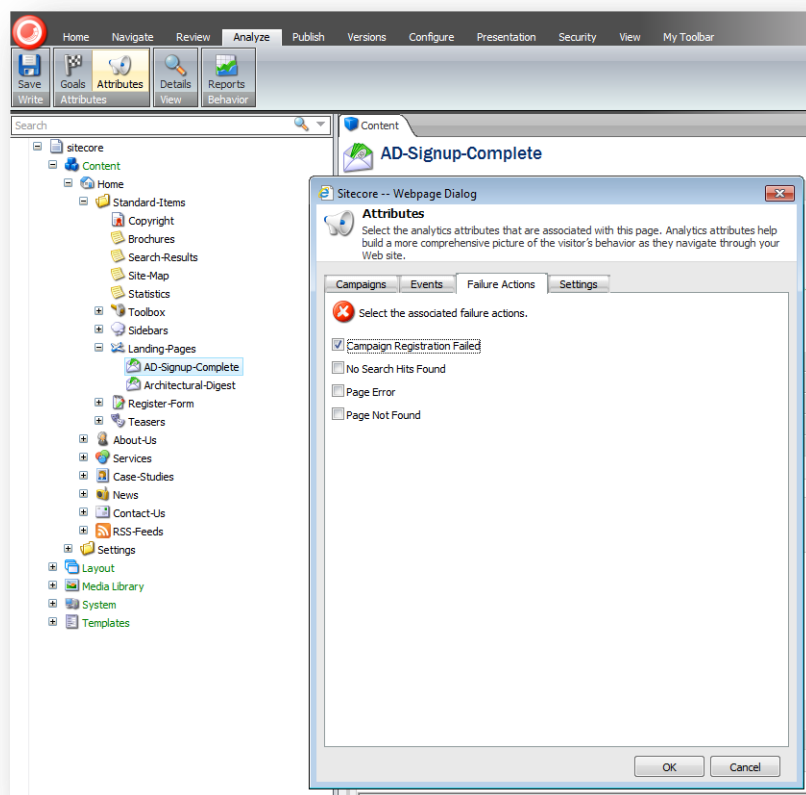 Home Navigate Review Analyze Publish Versions Configure Presentation Security View My Toolbar
Save Goals Attributes Details Reports
Write Attributes View Behavior
Search
Content
sitecore
Content
Home
Standard-Items
Copyright
Brochures
Search-Results
Site-Map
Statistics
Toolbox
Sidebars
Landing-Pages
AD-Signup-Complete
Architectural-Digest
Register-Form
Teasers
About-Us
Services
Case-Studies
News
Contact-Us
RSS-Feeds
Settings
Layout
Media Library
System
Templates
AD-Signup-Complete
Sitecore -- Webpage Dialog
Attributes
Select the analytics attributes that are associated with this page. Analytics attributes help
build a more comprehensive picture of the visitor's behavior as they navigate through your
Web site.
Campaigns Events Failure Actions Settings
Select the associated failure actions.
Campaign Registration Failed
No Search Hits Found
Page Error
Page Not Found
OK Cancel